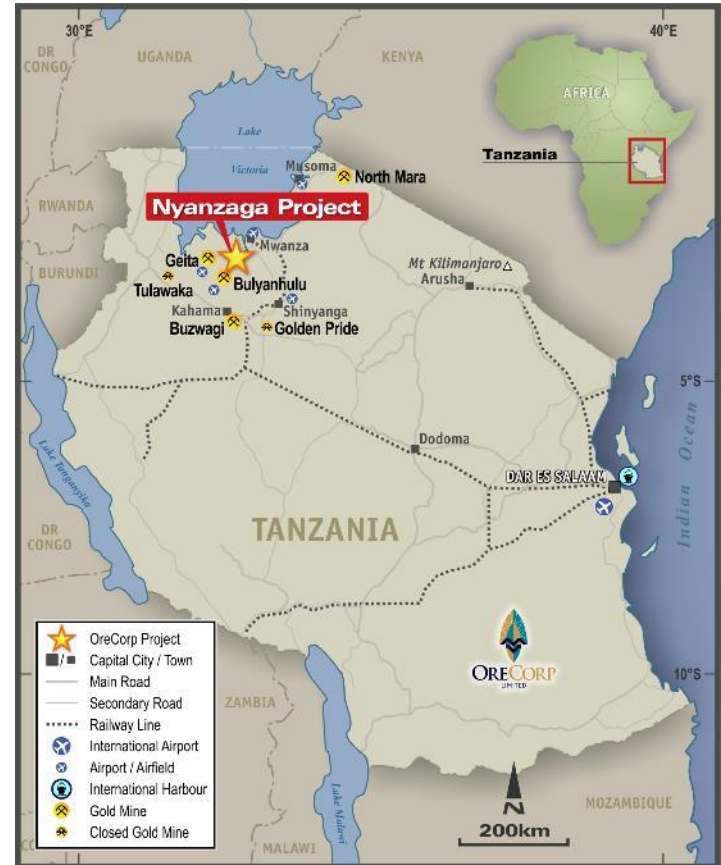 30°E
40°E
DR
CONGO
UGANDA
KENYA
AFRICA
Tanzania
Lake
Victoria
Musoma
North Mara
RWANDA
Nyanzaga Project
Mwanza
Geita
BURUNDI
Bulyanhulu
Tulawaka
Mt Kilimanjaro
Arusha
Kahama
Shinyanga
Buzwagi
Golden Pride
5°S
Lake Tanganyika
Dodoma
DAR ES SALAAM
Indian Ocean
DR
CONGO
TANZANIA
ORECORP
LIMITED
10°S
ZAMBIA
OreCorp Project
/ Capital City / Town
Main Road
Secondary Road
Railway Line
International Airport
Airport / Airfield
International Harbour
Gold Mine
Closed Gold Mine
Lake Malawi
MALAWI
N
200km
MOZAMBIQUE